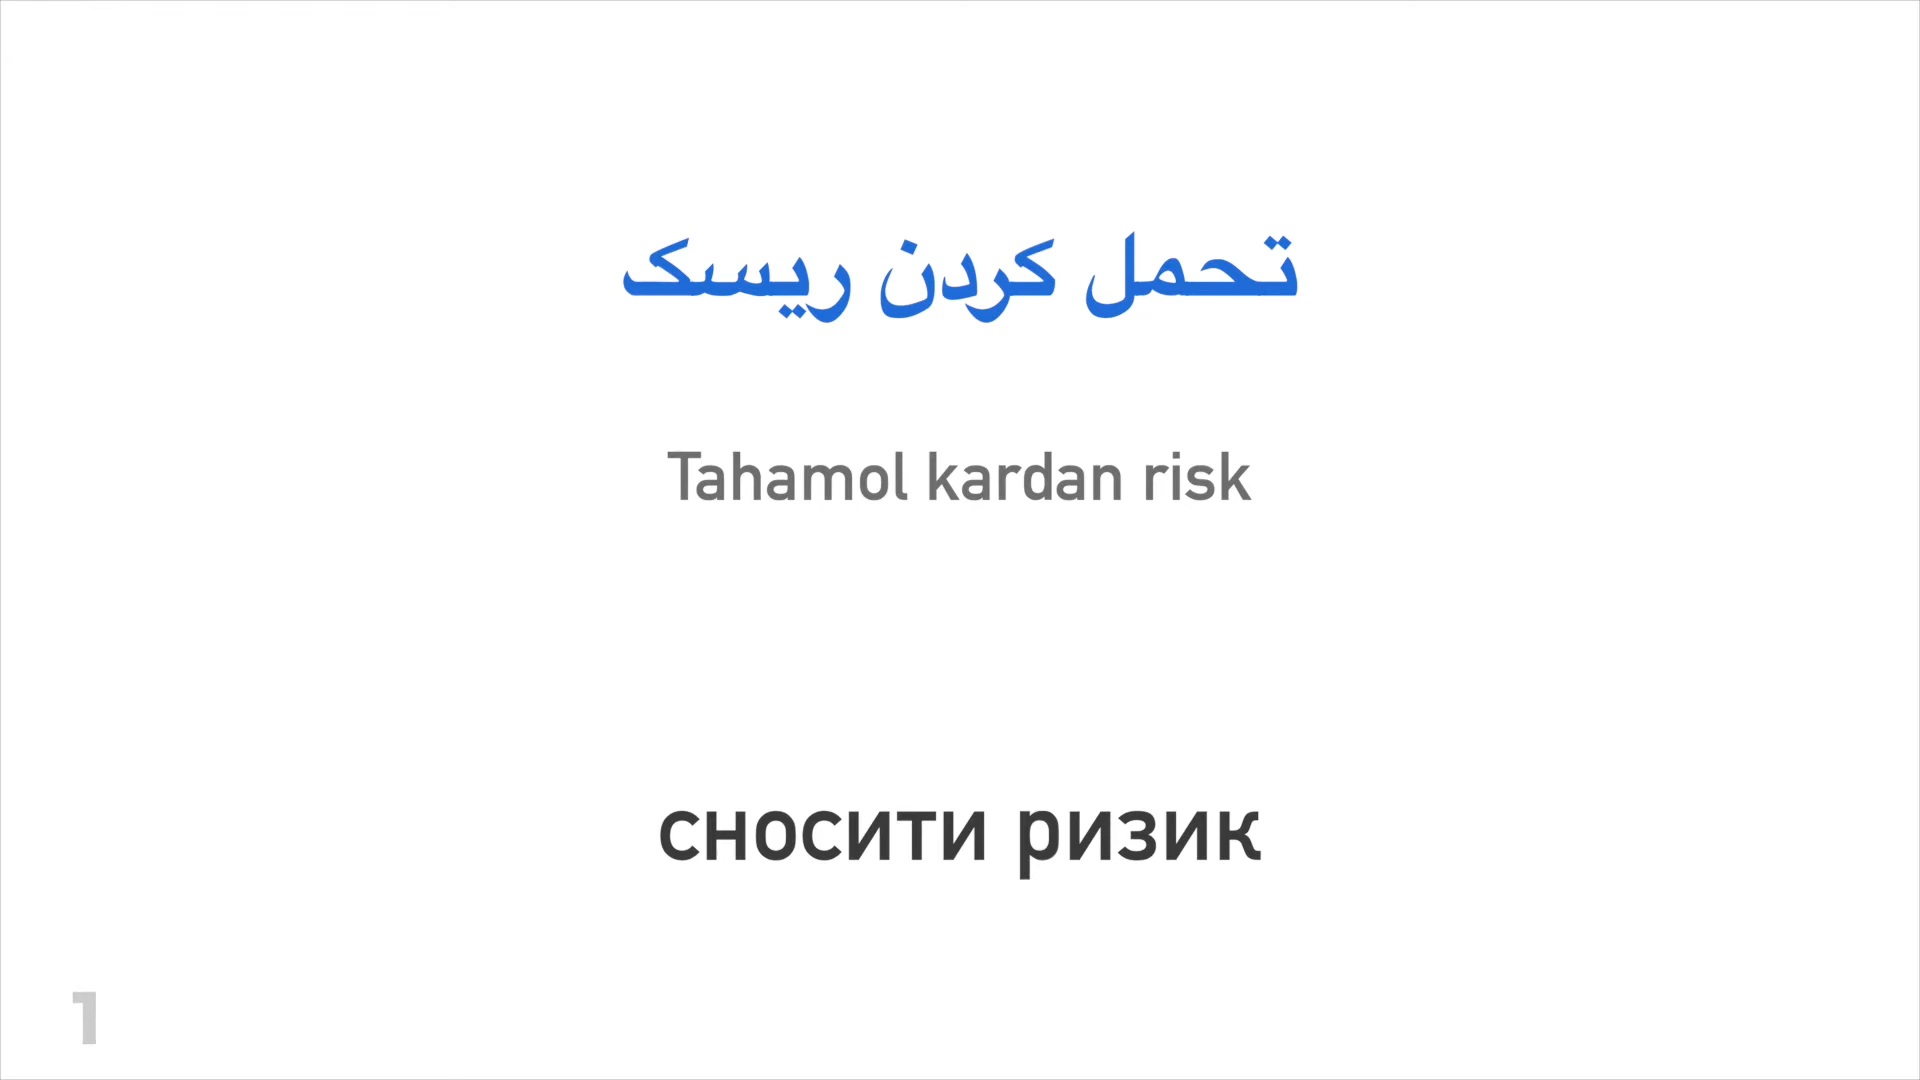 تحمل کردن ریسک
Tahamol kardan risk
сносити ризик
1